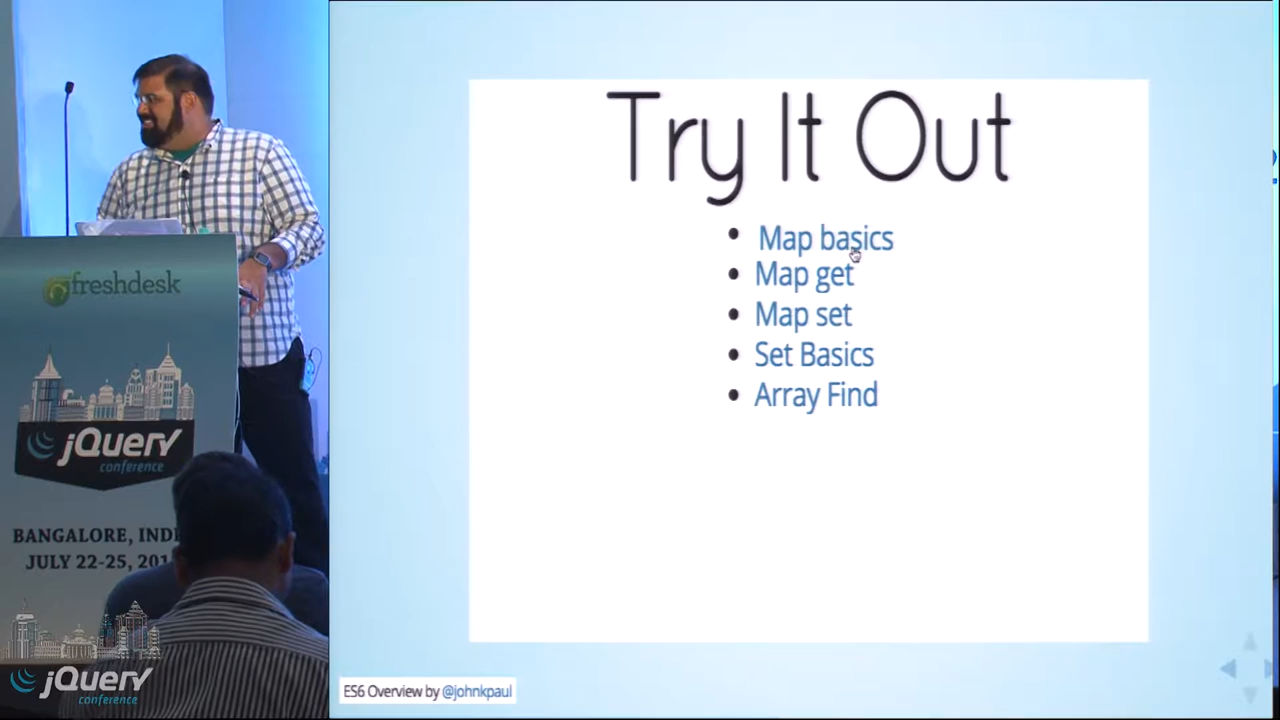 freshdesk
jQuery
conference
BANGALORE, INDI
JULY 22-25, 201
jQuery
conference
Try It Out
Map basics
Map get
Map set
Set Basics
Array Find
ES6 Overview by @johnkpaul